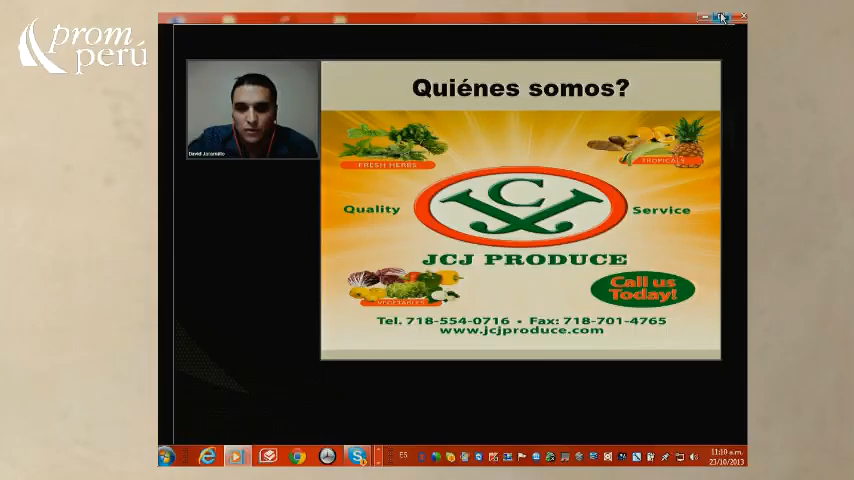 prom
perú
Quiénes somos?
David Jaramillo
FRESH HERBS
TROPICALS
Quality
Service
C
JCJ PRODUCE
VEGETABLES
Call us
Today!
Tel. 718-554-0716 • Fax: 718-701-4765
www.jcjproduce.com
ES
11:10 a.m.
23/10/2013